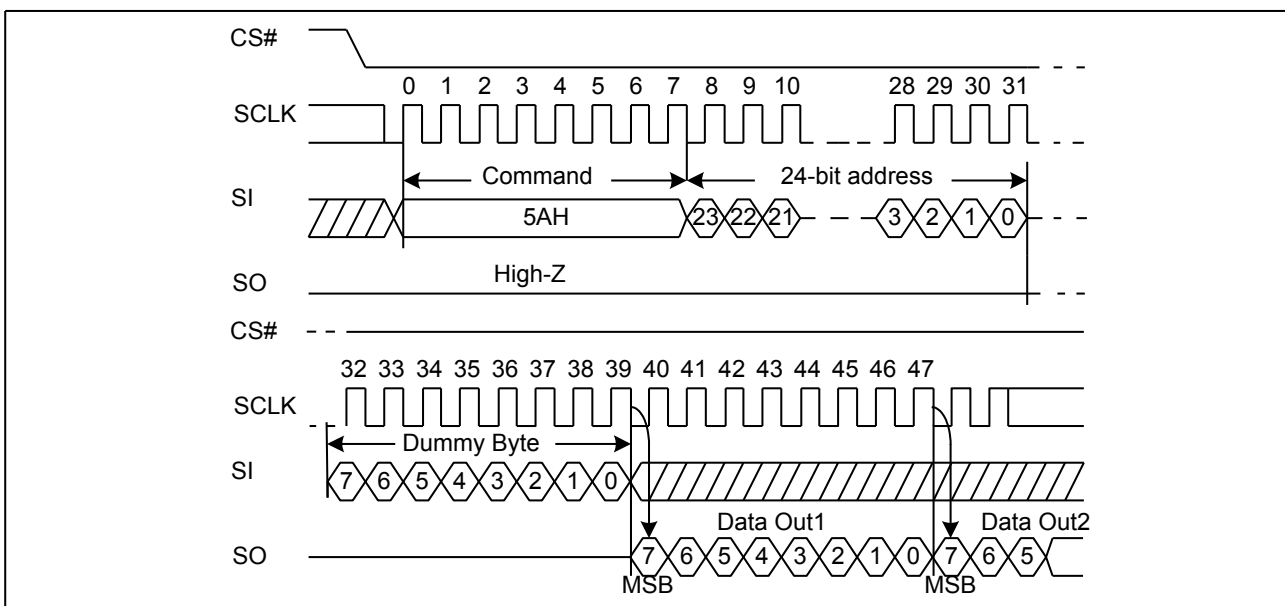 CS#
0 1 2 3 4 5 6 7 8 9 10 28 29 30 31
SCLK
Command 24-bit address
SI
5AH 23 22 21 3 2 1 0
High-Z
SO
CS#
32 33 34 35 36 37 38 39 40 41 42 43 44 45 46 47
SCLK
Dummy Byte
SI
7 6 5 4 3 2 1 0
Data Out1 Data Out2
SO
7 6 5 4 3 2 1 0 7 6 5
MSB MSB